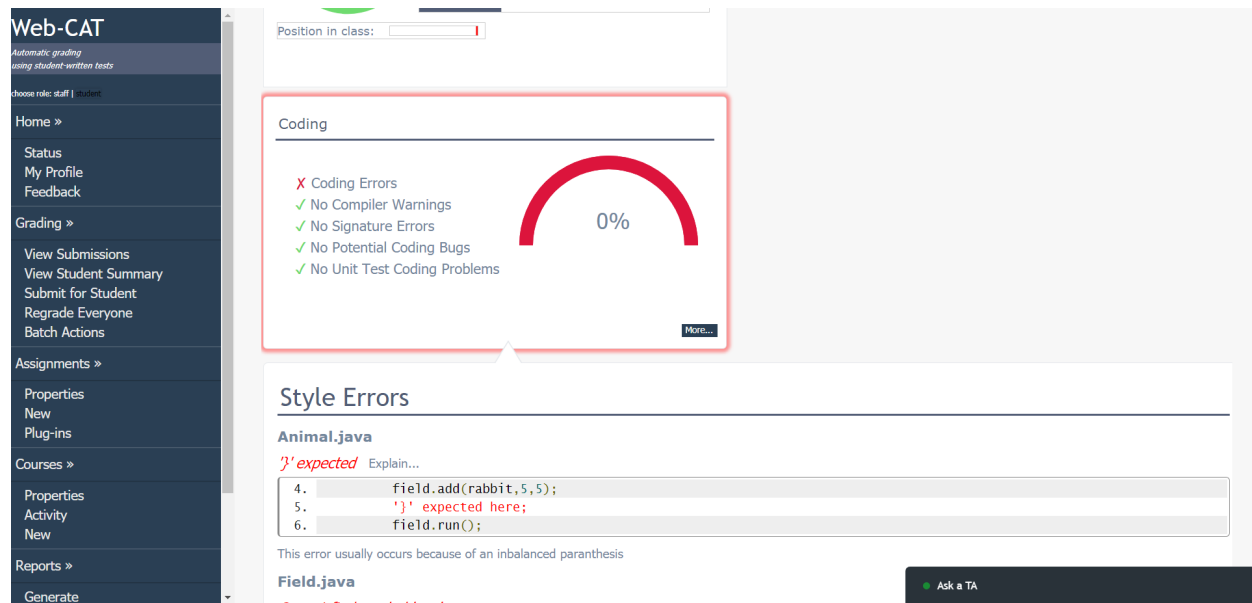 Web-CAT
Automatic grading
using student-written tests
choose role: staff | student
Home »
Status
My Profile
Feedback
Grading »
View Submissions
View Student Summary
Submit for Student
Regrade Everyone
Batch Actions
Assignments »
Properties
New
Plug-ins
Courses »
Properties
Activity
New
Reports »
Generate
Position in class:
Coding
✗ Coding Errors
✓ No Compiler Warnings
✓ No Signature Errors
✓ No Potential Coding Bugs
✓ No Unit Test Coding Problems
0%
More...
Style Errors
Animal.java
'}' expected Explain...
4. field.add(rabbit,5,5);
5. '}' expected here;
6. field.run();
This error usually occurs because of an inbalanced paranthesis
Field.java
Ask a TA